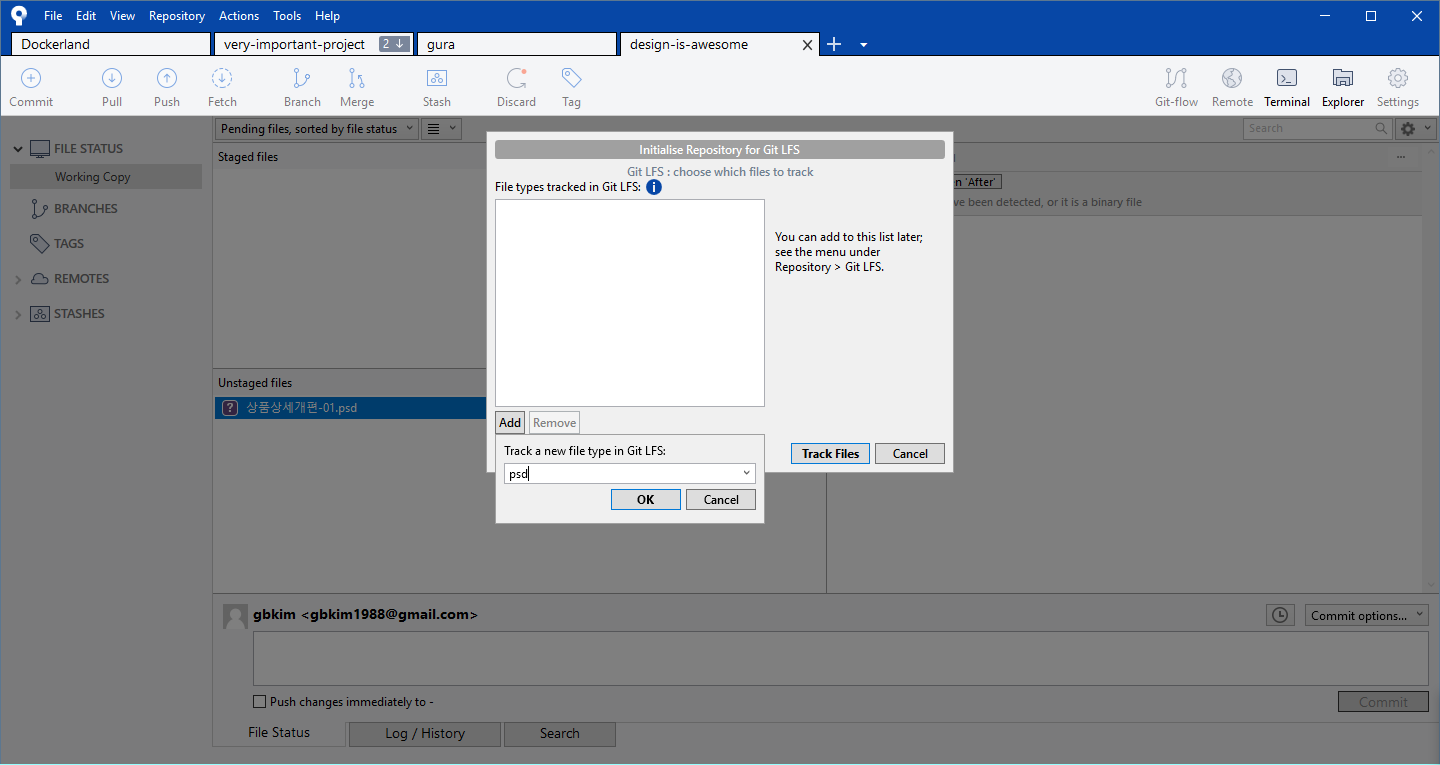 File Edit View Repository Actions Tools Help
Dockerland very-important-project 2 gura design-is-awesome
Commit Pull Push Fetch Branch Merge Stash Discard Tag Git-flow Remote Terminal Explorer Settings
FILE STATUS
Working Copy
BRANCHES
TAGS
REMOTES
STASHES
Pending files, sorted by file status
Search
Staged files
Unstaged files
상품상세개편-01.psd
Initialise Repository for Git LFS
Git LFS : choose which files to track
File types tracked in Git LFS:
You can add to this list later;
see the menu under
Repository > Git LFS.
Add Remove
Track a new file type in Git LFS:
psd
OK Cancel
Track Files Cancel
n 'After'
ve been detected, or it is a binary file
gbkim <gbkim1988@gmail.com>
Commit options...
Push changes immediately to -
Commit
File Status Log / History Search